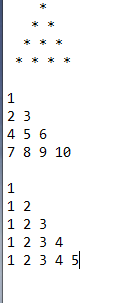 *
* *
* * *
* * * *
1
2 3
4 5 6
7 8 9 10
1
1 2
1 2 3
1 2 3 4
1 2 3 4 5